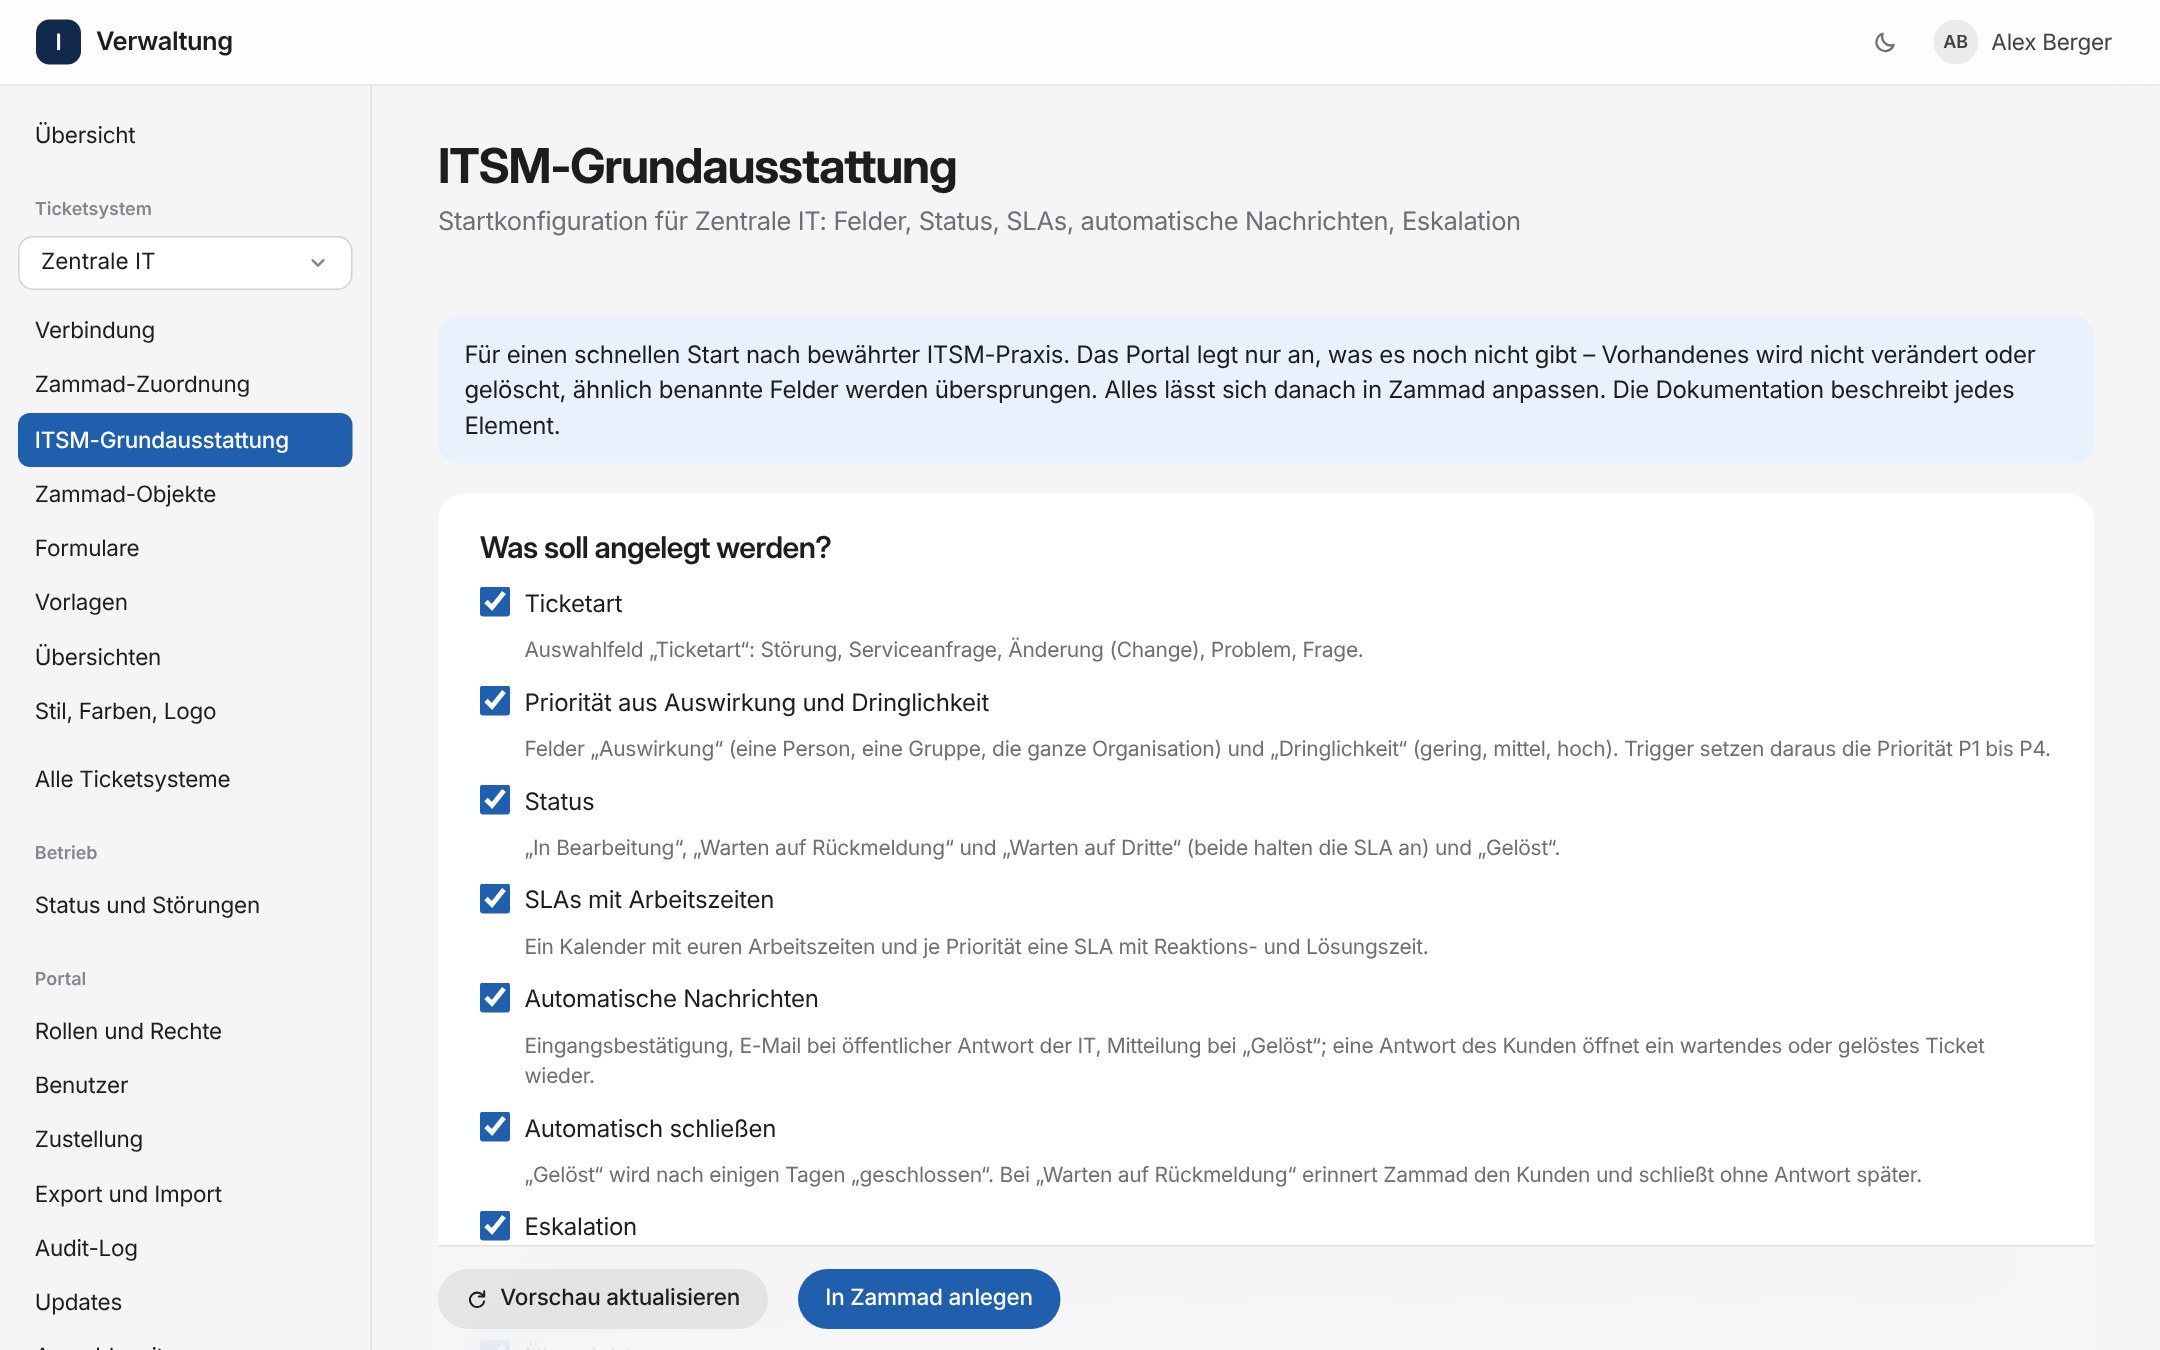 I Verwaltung
AB Alex Berger
Übersicht
Ticketsystem
Zentrale IT
Verbindung
Zammad-Zuordnung
ITSM-Grundausstattung
Zammad-Objekte
Formulare
Vorlagen
Übersichten
Stil, Farben, Logo
Alle Ticketsysteme
Betrieb
Status und Störungen
Portal
Rollen und Rechte
Benutzer
Zustellung
Export und Import
Audit-Log
Updates
ITSM-Grundausstattung
Startkonfiguration für Zentrale IT: Felder, Status, SLAs, automatische Nachrichten, Eskalation
Für einen schnellen Start nach bewährter ITSM-Praxis. Das Portal legt nur an, was es noch nicht gibt – Vorhandenes wird nicht verändert oder
gelöscht, ähnlich benannte Felder werden übersprungen. Alles lässt sich danach in Zammad anpassen. Die Dokumentation beschreibt jedes
Element.
Was soll angelegt werden?
Ticketart
Auswahlfeld „Ticketart“: Störung, Serviceanfrage, Änderung (Change), Problem, Frage.
Priorität aus Auswirkung und Dringlichkeit
Felder „Auswirkung“ (eine Person, eine Gruppe, die ganze Organisation) und „Dringlichkeit“ (gering, mittel, hoch). Trigger setzen daraus die Priorität P1 bis P4.
Status
„In Bearbeitung“, „Warten auf Rückmeldung“ und „Warten auf Dritte“ (beide halten die SLA an) und „Gelöst“.
SLAs mit Arbeitszeiten
Ein Kalender mit euren Arbeitszeiten und je Priorität eine SLA mit Reaktions- und Lösungszeit.
Automatische Nachrichten
Eingangsbestätigung, E-Mail bei öffentlicher Antwort der IT, Mitteilung bei „Gelöst“; eine Antwort des Kunden öffnet ein wartendes oder gelöstes Ticket
wieder.
Automatisch schließen
„Gelöst“ wird nach einigen Tagen „geschlossen“. Bei „Warten auf Rückmeldung“ erinnert Zammad den Kunden und schließt ohne Antwort später.
Eskalation
Vorschau aktualisieren
In Zammad anlegen